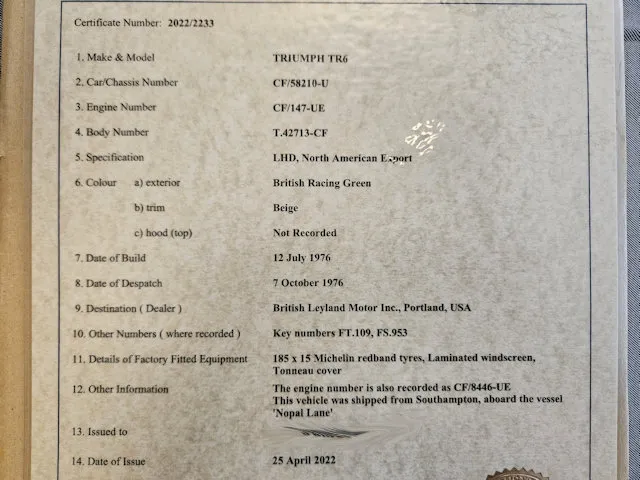 Certificate Number: 2022/2233
1. Make & Model TRIUMPH TR6
2. Car/Chassis Number CF/58210-U
3. Engine Number CF/147-UE
4. Body Number T.42713-CF
5. Specification LHD, North American Export
6. Colour a) exterior British Racing Green
b) trim Beige
c) hood (top) Not Recorded
7. Date of Build 12 July 1976
8. Date of Despatch 7 October 1976
9. Destination ( Dealer ) British Leyland Motor Inc., Portland, USA
10. Other Numbers ( where recorded ) Key numbers FT.109, FS.953
11. Details of Factory Fitted Equipment 185 x 15 Michelin redband tyres, Laminated windscreen,
Tonneau cover
12. Other Information The engine number is also recorded as CF/8446-UE
This vehicle was shipped from Southampton, aboard the vessel
'Nopal Lane'
13. Issued to
14. Date of Issue 25 April 2022